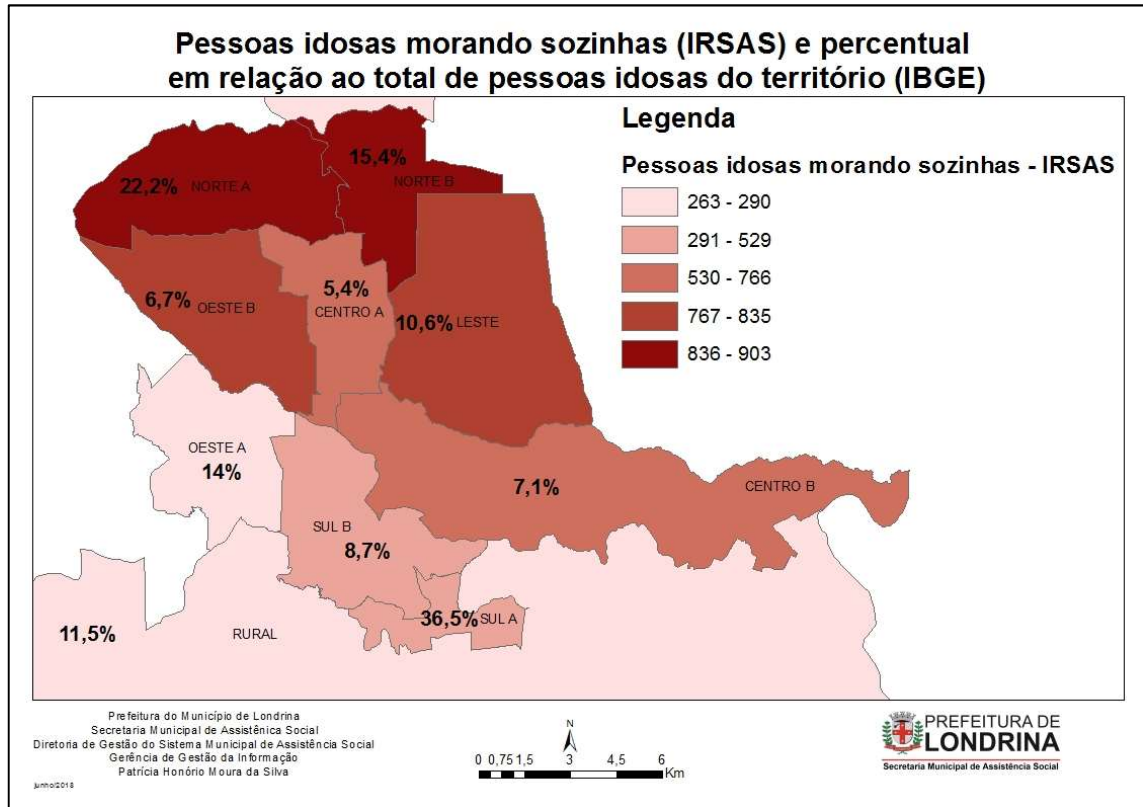 Pessoas idosas morando sozinhas (IRSAS) e percentual
em relação ao total de pessoas idosas do território (IBGE)
Legenda
Pessoas idosas morando sozinhas - IRSAS
263 - 290
291 - 529
530 - 766
767 - 835
836 - 903
15,4%
NORTE B
22,2% NORTE A
5,4%
CENTRO A
6,7% OESTE B
10,6% LESTE
OESTE A
14%
7,1%
CENTRO B
SUL B
8,7%
36,5% SUL A
11,5%
RURAL
Prefeitura do Município de Londrina
Secretaria Municipal de Assistênica Social
Diretoria de Gestão do Sistema Municipal de Assistência Social
Gerência de Gestão da Informação
Patrícia Honório Moura da Silva
junho/2018
N
0 0,75 1,5 3 4,5 6
Km
PREFEITURA DE
LONDRINA
Secretaria Municipal de Assistência Social